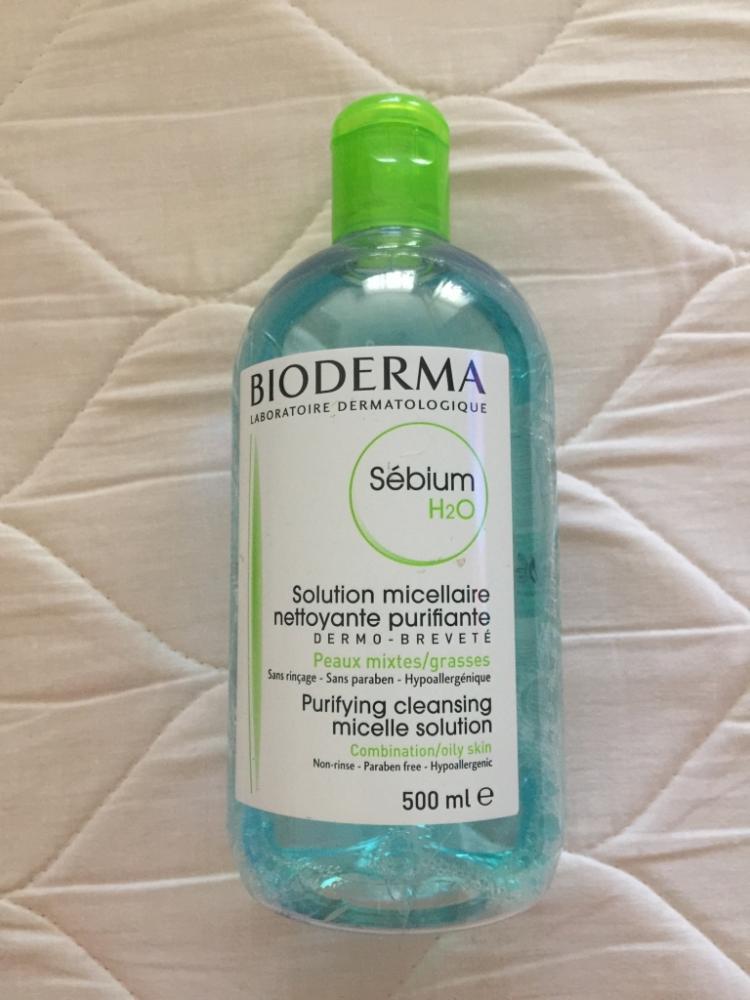 BIODERMA
LABORATOIRE DERMATOLOGIQUE
Sébium
H2O
Solution micellaire
nettoyante purifiante
DERMO-BREVETÉ
Peaux mixtes/grasses
Sans rinçage - Sans paraben - Hypoallergénique
Purifying cleansing
micelle solution
Combination/oily skin
Non-rinse - Paraben free - Hypoallergenic
500 ml e